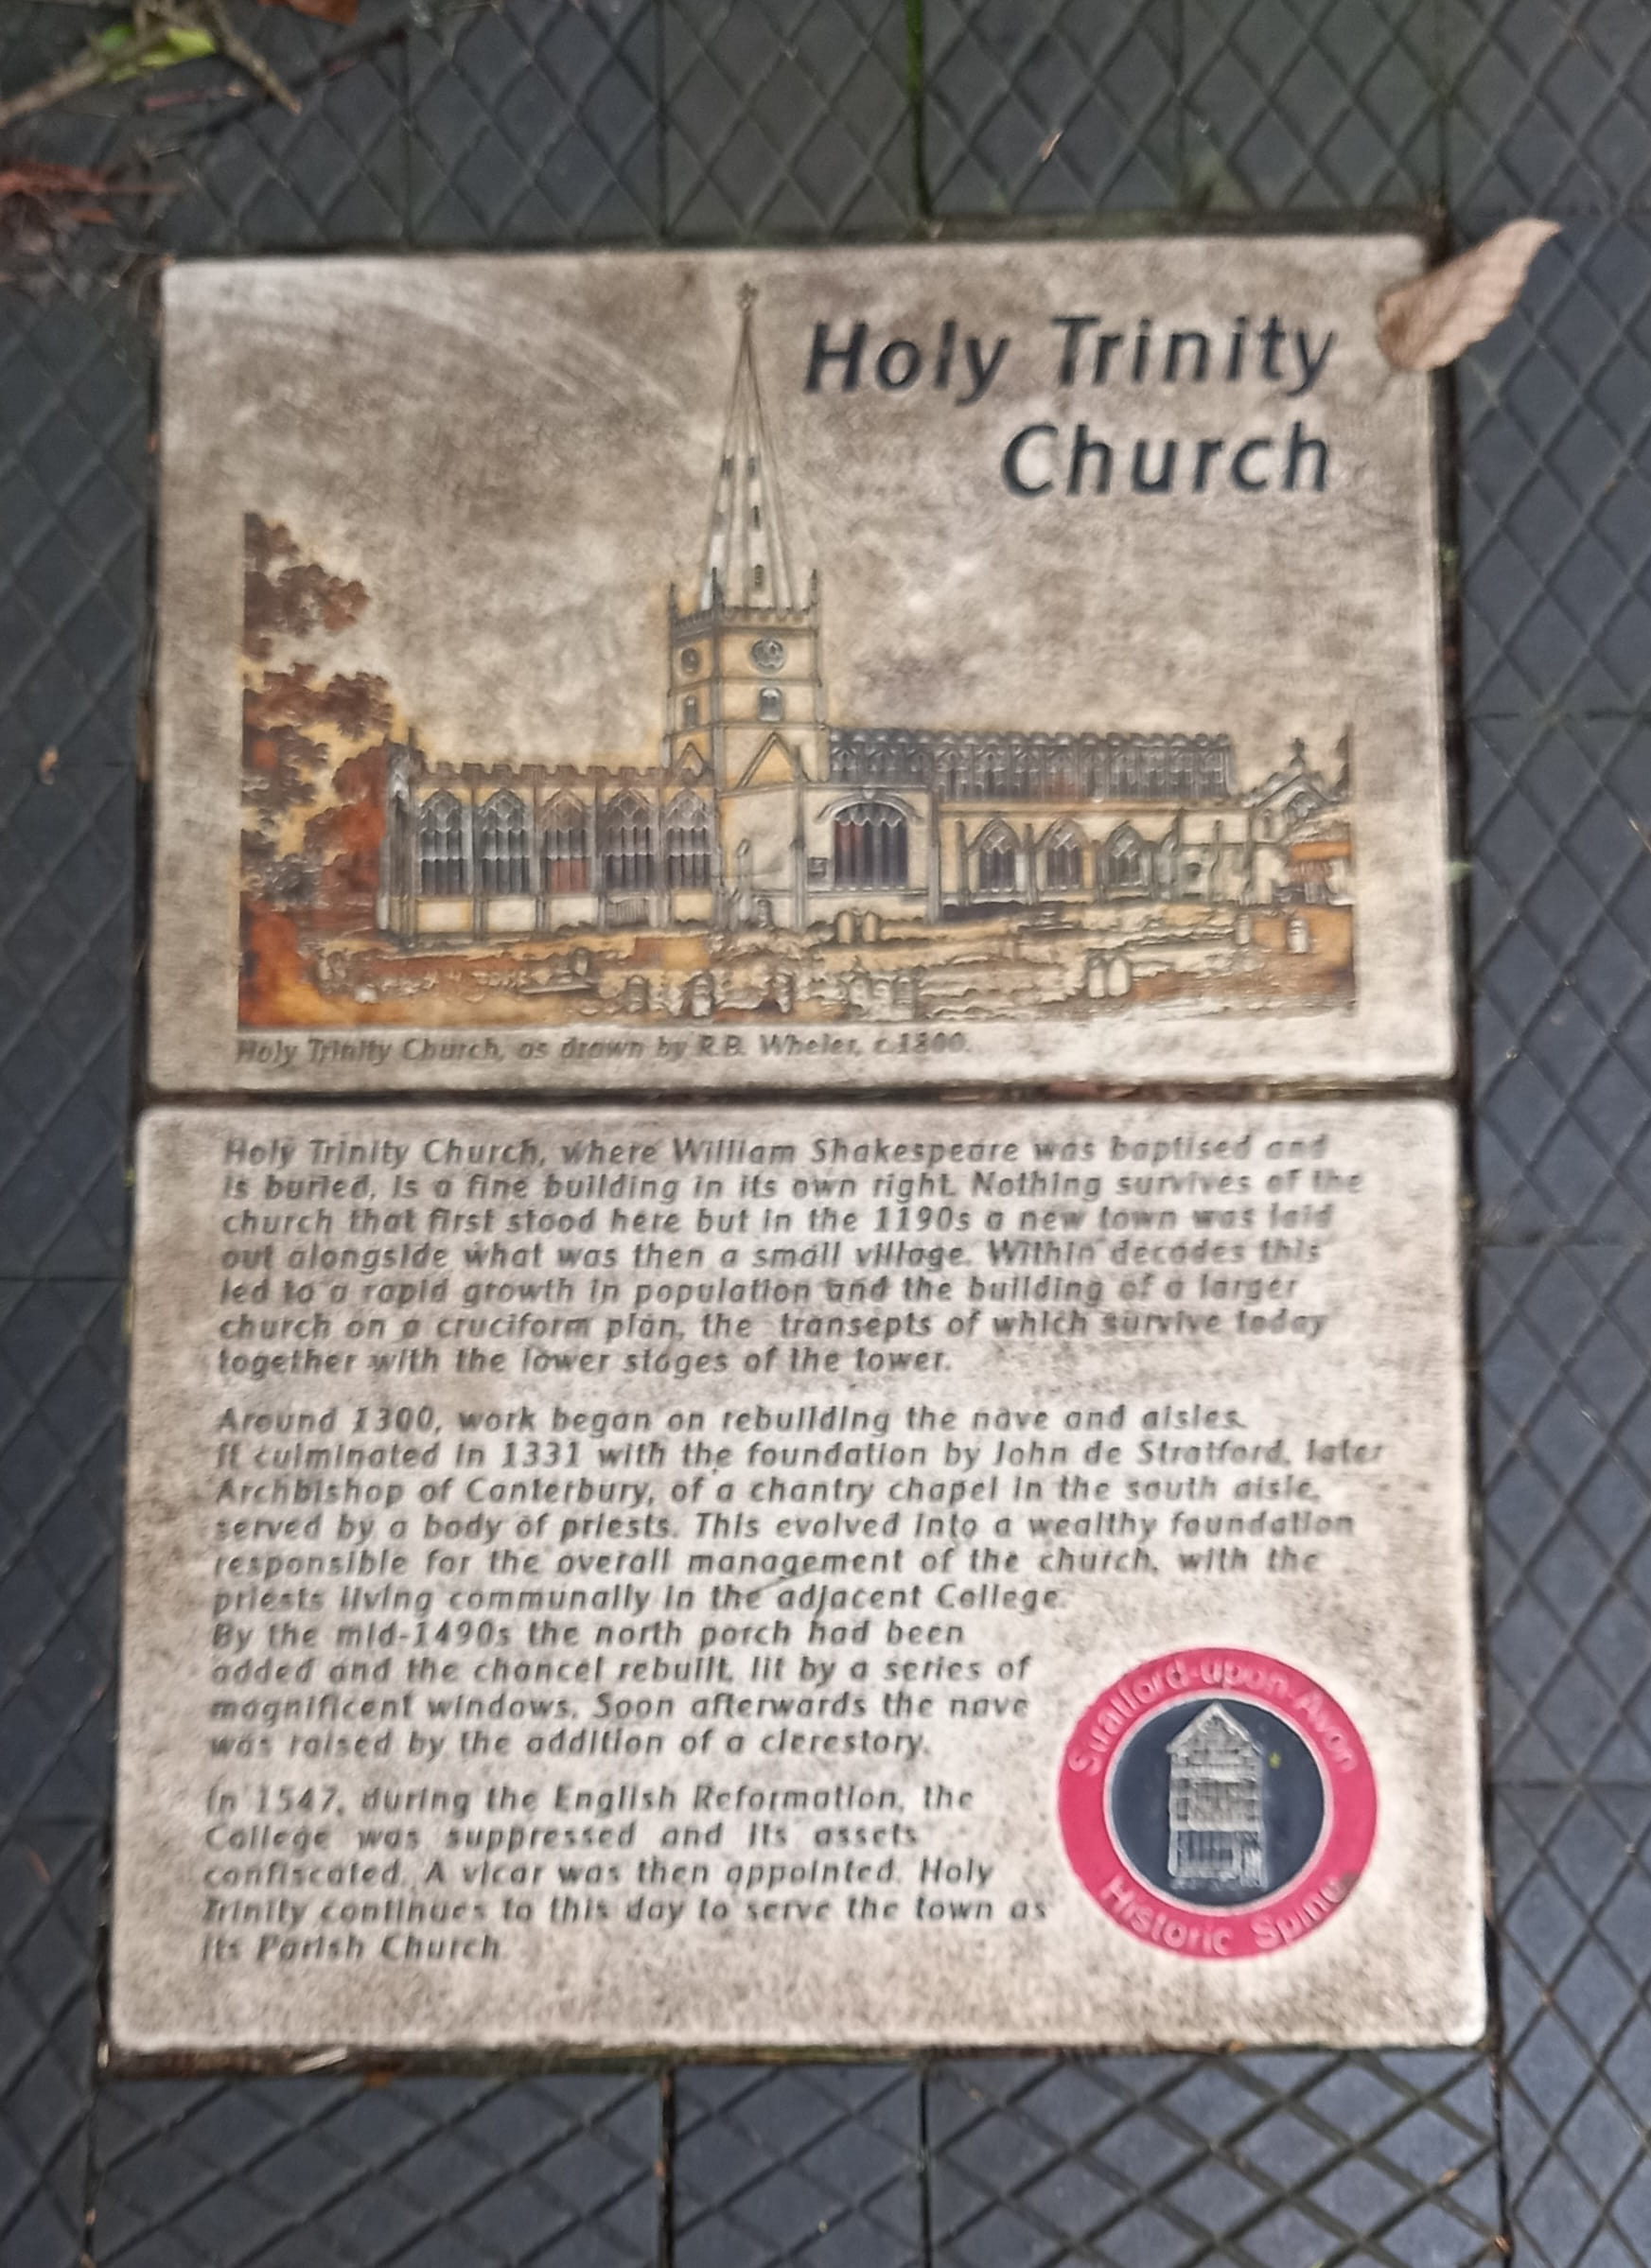 Holy Trinity
Church
Holy Trinity Church, as drawn by R.B. Wheler, c.1800.
Holy Trinity Church, where William Shakespeare was baptised and
is buried, is a fine building in its own right. Nothing survives of the
church that first stood here but in the 1190s a new town was laid
out alongside what was then a small village. Within decades this
led to a rapid growth in population and the building of a larger
church on a cruciform plan, the transepts of which survive today
together with the lower stages of the tower.
Around 1300, work began on rebuilding the nave and aisles.
It culminated in 1331 with the foundation by John de Stratford, later
Archbishop of Canterbury, of a chantry chapel in the south aisle,
served by a body of priests. This evolved into a wealthy foundation
responsible for the overall management of the church, with the
priests living communally in the adjacent College.
By the mid-1490s the north porch had been
added and the chancel rebuilt, lit by a series of
magnificent windows. Soon afterwards the nave
was raised by the addition of a clerestory.
In 1547, during the English Reformation, the
College was suppressed and its assets
confiscated. A vicar was then appointed. Holy
Trinity continues to this day to serve the town as
its Parish Church
Stratford-upon-Avon
Historic Spine